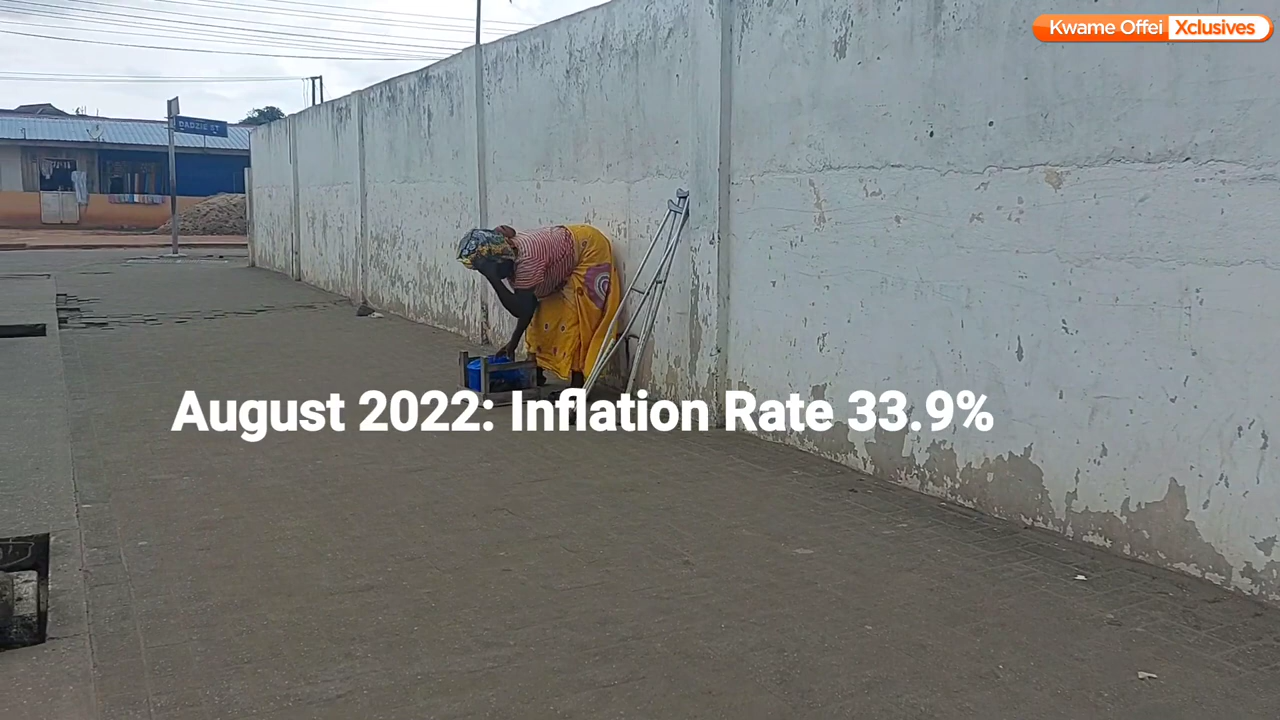 Kwame Offei Xclusives
DADZIE ST
August 2022: Inflation Rate 33.9%